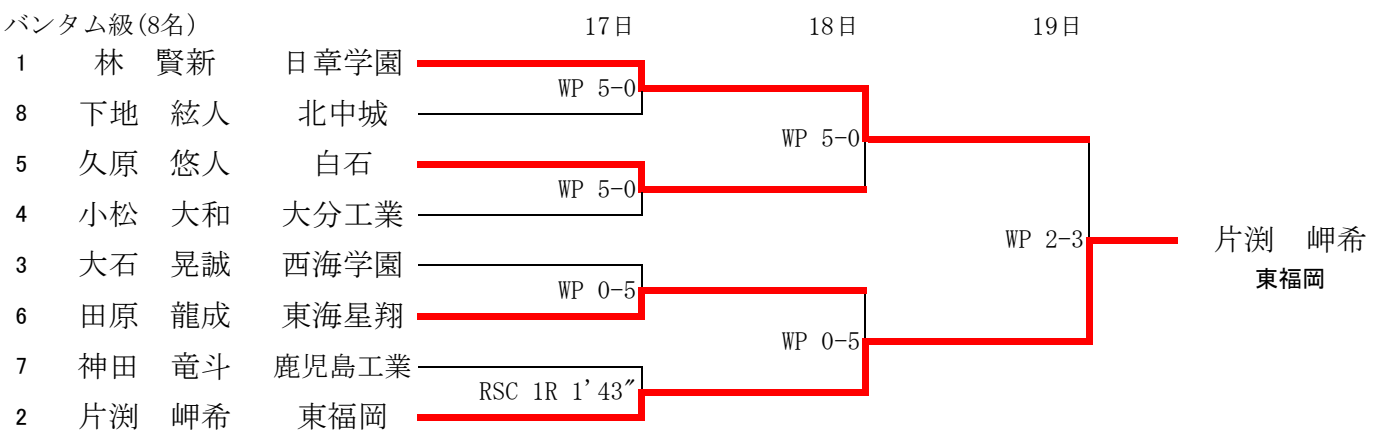 バンタム級(8名) 17日 18日 19日
1 林 賢新 日章学園
WP 5-0
8 下地 絃人 北中城
WP 5-0
5 久原 悠人 白石
WP 5-0
4 小松 大和 大分工業
WP 2-3 片渕 岬希
3 大石 晃誠 西海学園
東福岡
WP 0-5
6 田原 龍成 東海星翔
WP 0-5
7 神田 竜斗 鹿児島工業
RSC 1R 1'43″
2 片渕 岬希 東福岡